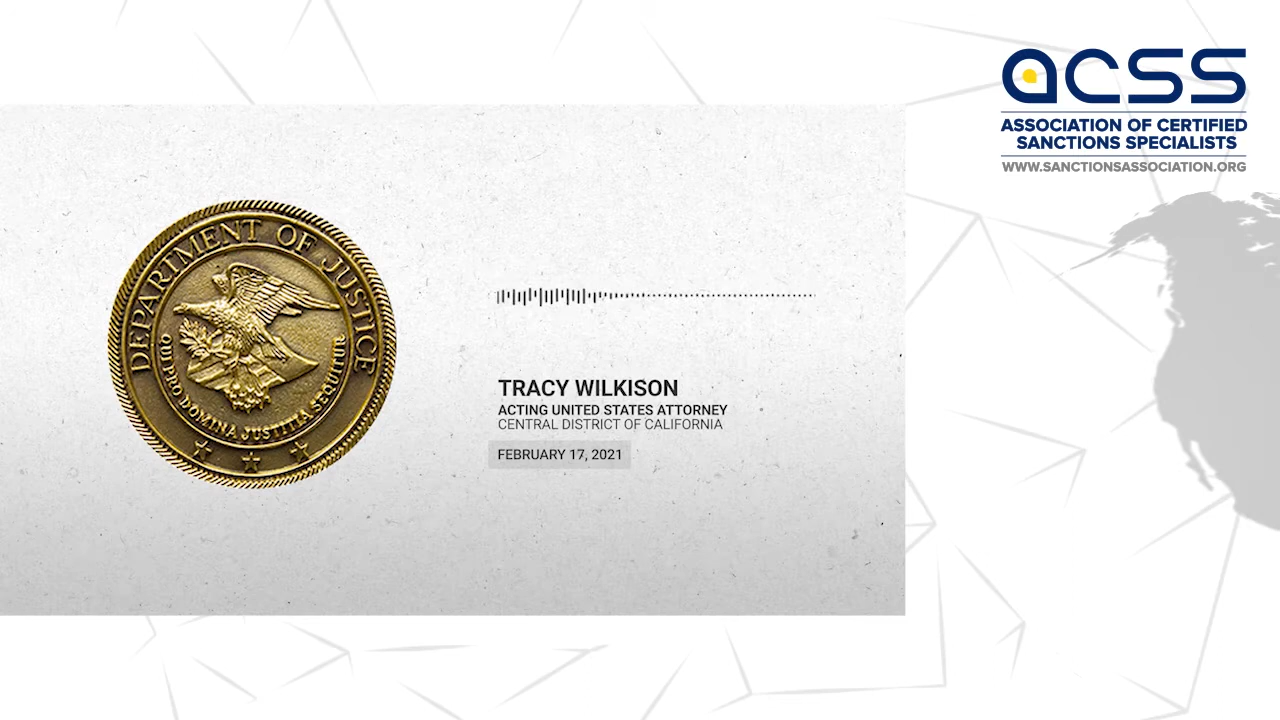 acss
ASSOCIATION OF CERTIFIED
SANCTIONS SPECIALISTS
WWW.SANCTIONSASSOCIATION.ORG
DEPARTMENT OF JUSTICE
QUI PRO DOMINA JUSTITIA SEQUITUR
TRACY WILKISON
ACTING UNITED STATES ATTORNEY
CENTRAL DISTRICT OF CALIFORNIA
FEBRUARY 17, 2021